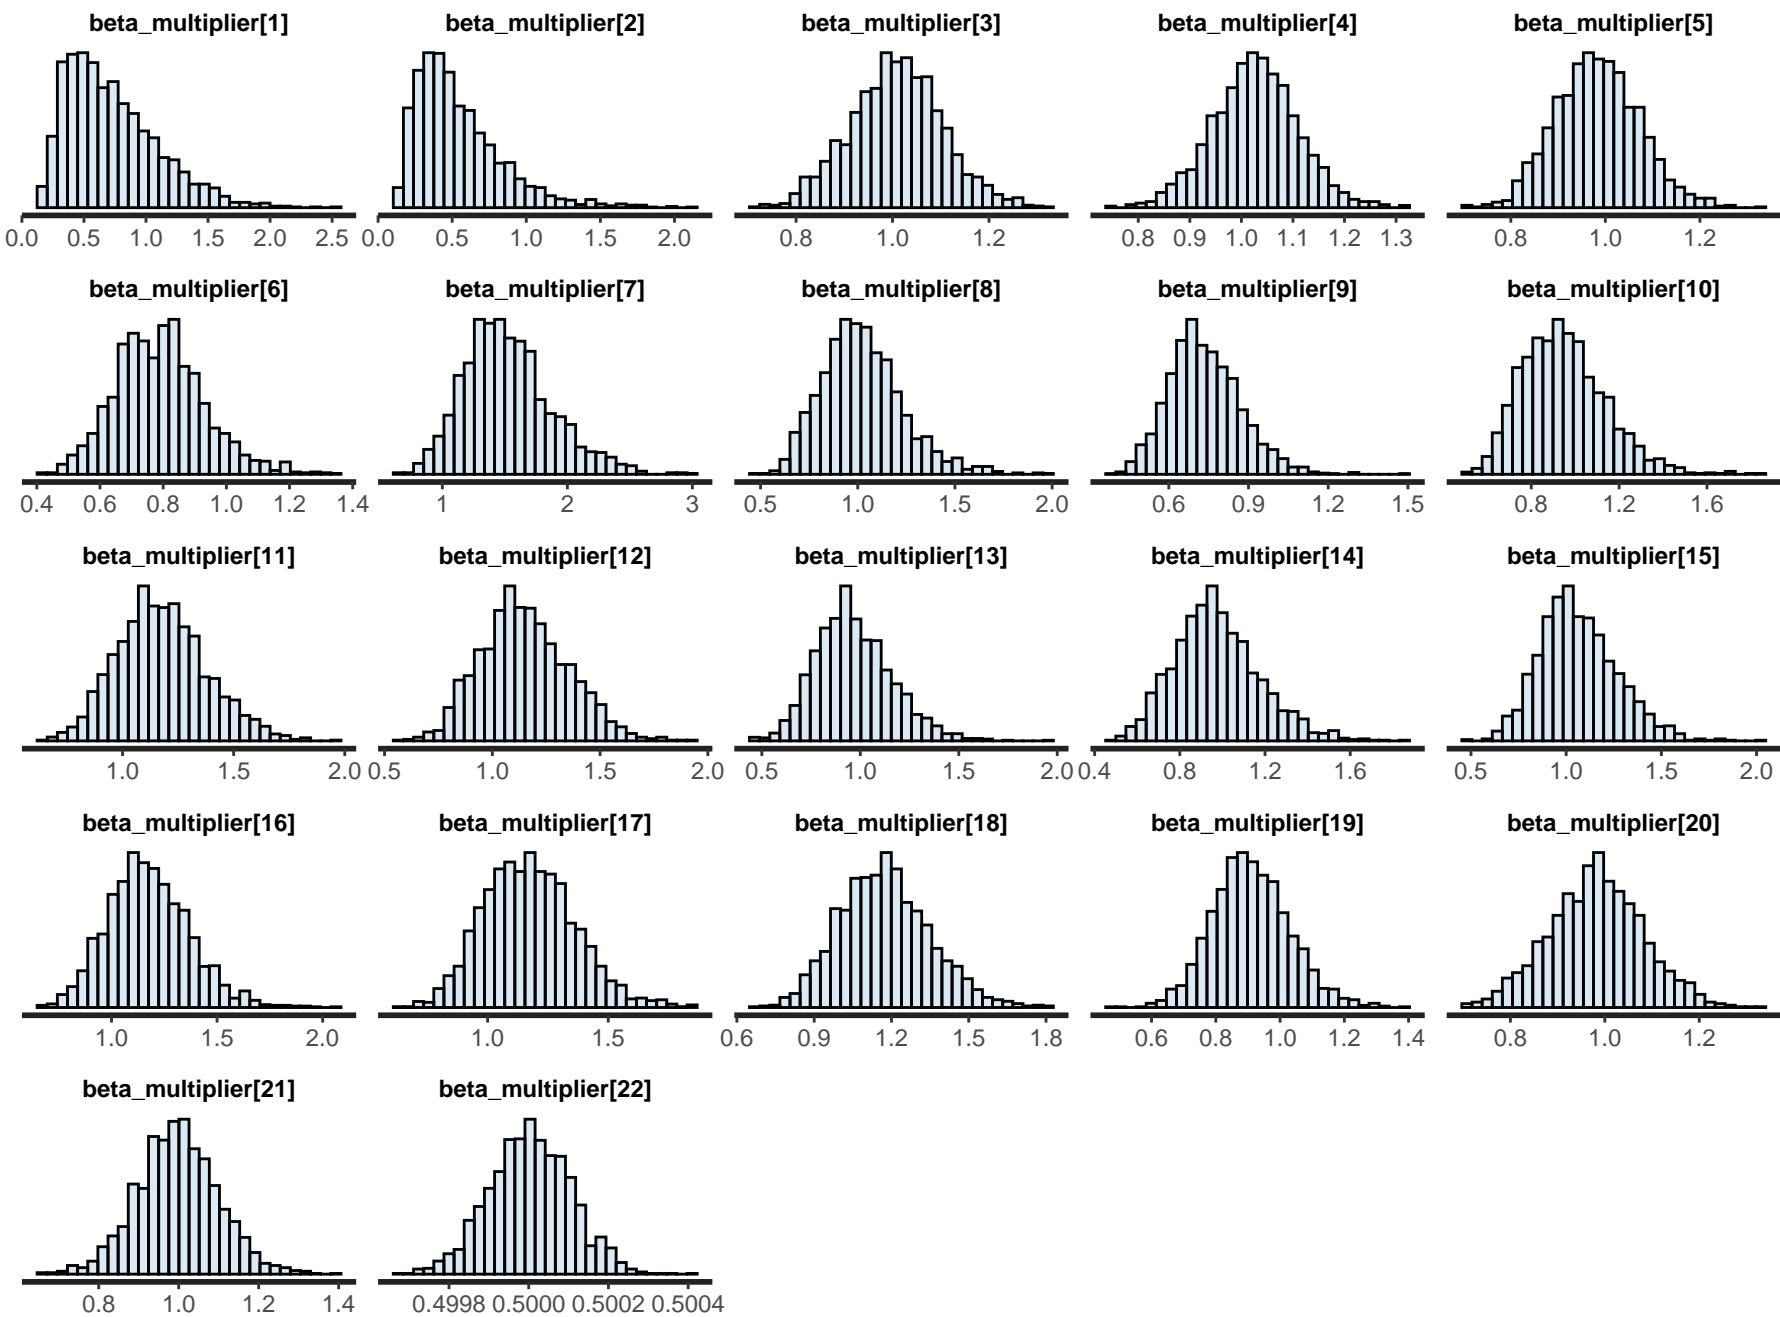 beta_multiplier[1] beta_multiplier[2] beta_multiplier[3] beta_multiplier[4] beta_multiplier[5]
0.0 0.5 1.0 1.5 2.0 2.5 0.0 0.5 1.0 1.5 2.0 0.8 1.0 1.2 0.8 0.9 1.0 1.1 1.2 1.3 0.8 1.0 1.2
beta_multiplier[6] beta_multiplier[7] beta_multiplier[8] beta_multiplier[9] beta_multiplier[10]
0.4 0.6 0.8 1.0 1.2 1.4 1 2 3 0.5 1.0 1.5 2.0 0.6 0.9 1.2 1.5 0.8 1.2 1.6
beta_multiplier[11] beta_multiplier[12] beta_multiplier[13] beta_multiplier[14] beta_multiplier[15]
1.0 1.5 2.0 0.5 1.0 1.5 2.0 0.5 1.0 1.5 2.0 0.4 0.8 1.2 1.6 0.5 1.0 1.5 2.0
beta_multiplier[16] beta_multiplier[17] beta_multiplier[18] beta_multiplier[19] beta_multiplier[20]
1.0 1.5 2.0 1.0 1.5 0.6 0.9 1.2 1.5 1.8 0.6 0.8 1.0 1.2 1.4 0.8 1.0 1.2
beta_multiplier[21] beta_multiplier[22]
0.8 1.0 1.2 1.4 0.4998 0.5000 0.5002 0.5004